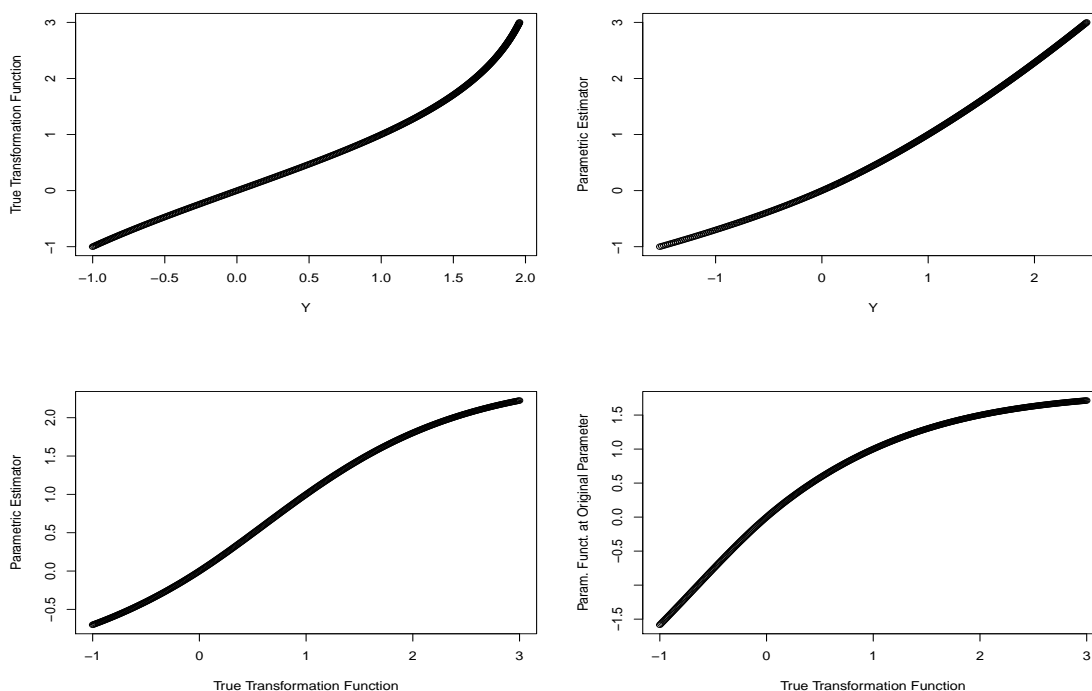 True Transformation Function
3
2
1
0
−1
−1.0 −0.5 0.0 0.5 1.0 1.5 2.0
Y
Parametric Estimator
3
2
1
0
−1
−1 0 1 2
Y
Parametric Estimator
2.0
1.5
1.0
0.5
0.0
−0.5
−1 0 1 2 3
True Transformation Function
Param. Funct. at Original Parameter
1.5
0.5
0.0
−0.5
−1.5
−1 0 1 2 3
True Transformation Function